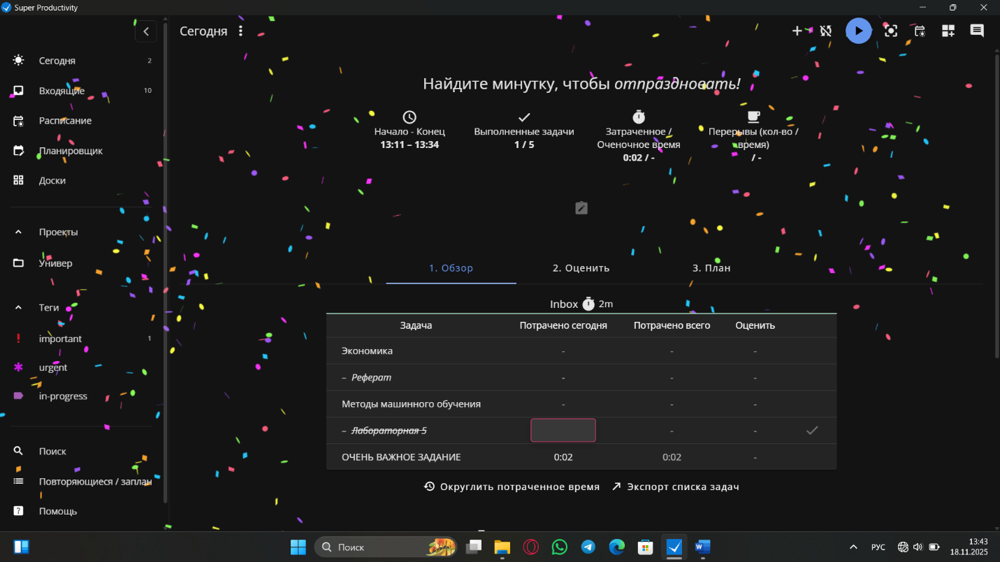 Super Productivity
Сегодня
Сегодня 2
Входящие 10
Расписание
Планировщик
Доски
Проекты
Универ
Теги
important 1
urgent
in-progress
Поиск
Повторяющиеся / заплан
Помощь
Найдите минутку, чтобы отпраздновать!
Начало - Конец
13:11 – 13:34
Выполненные задачи
1 / 5
Затраченное /
Оценочное время
0:02 / -
Перерывы (кол-во /
время)
/ -
1. Обзор 2. Оценить 3. План
Inbox 2m
Задача Потрачено сегодня Потрачено всего Оценить
Экономика - - -
– Реферат - - -
Методы машинного обучения - - -
– Лабораторная 5 - -
ОЧЕНЬ ВАЖНОЕ ЗАДАНИЕ 0:02 0:02 -
Округлить потраченное время Экспорт списка задач
Поиск
РУС
13:43
18.11.2025